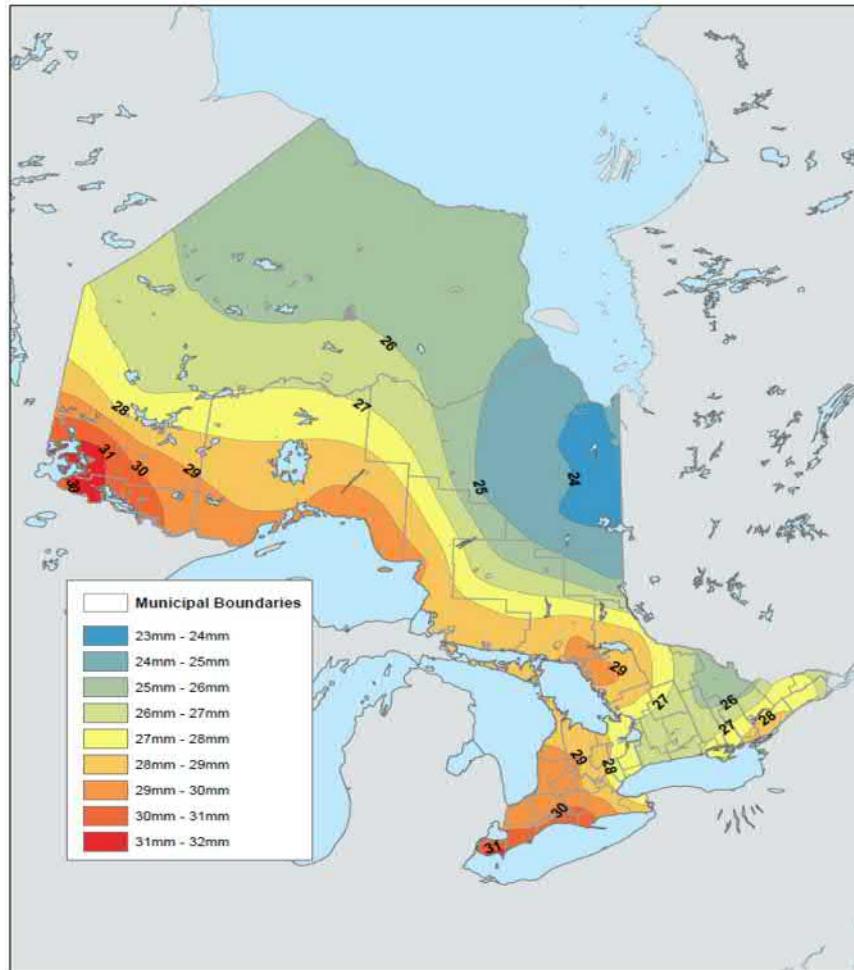 26
27
28
29
31
30
30
25
24
29
27
26
28
27
29
28
30
31
Municipal Boundaries
23mm - 24mm
24mm - 25mm
25mm - 26mm
26mm - 27mm
27mm - 28mm
28mm - 29mm
29mm - 30mm
30mm - 31mm
31mm - 32mm